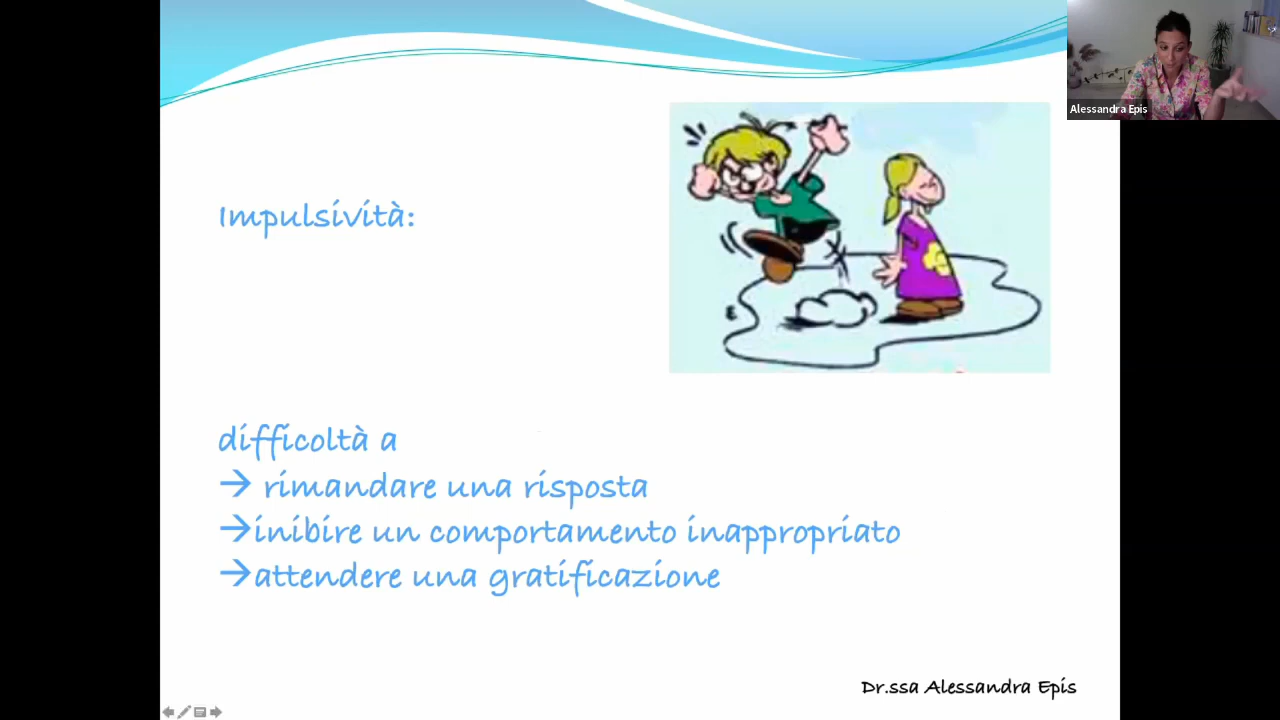 Alessandra Epis
Impulsività:
difficoltà a
→ rimandare una risposta
→inibire un comportamento inappropriato
→attendere una gratificazione
Dr.ssa Alessandra Epis